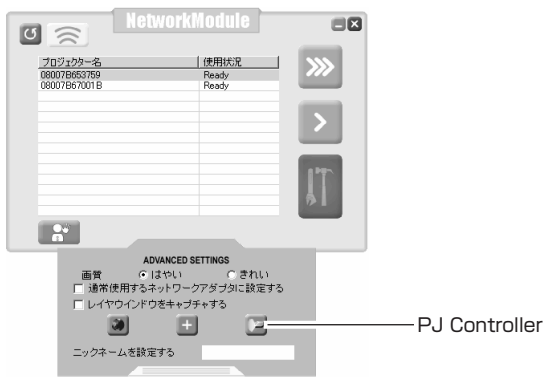 NetworkModule
プロジェクター名 使用状況
08007B653759 Ready
08007B67001B Ready
ADVANCED SETTINGS
画質 はやい きれい
通常使用するネットワークアダプタに設定する
レイヤウインドウをキャプチャする
PJ Controller
ニックネームを設定する